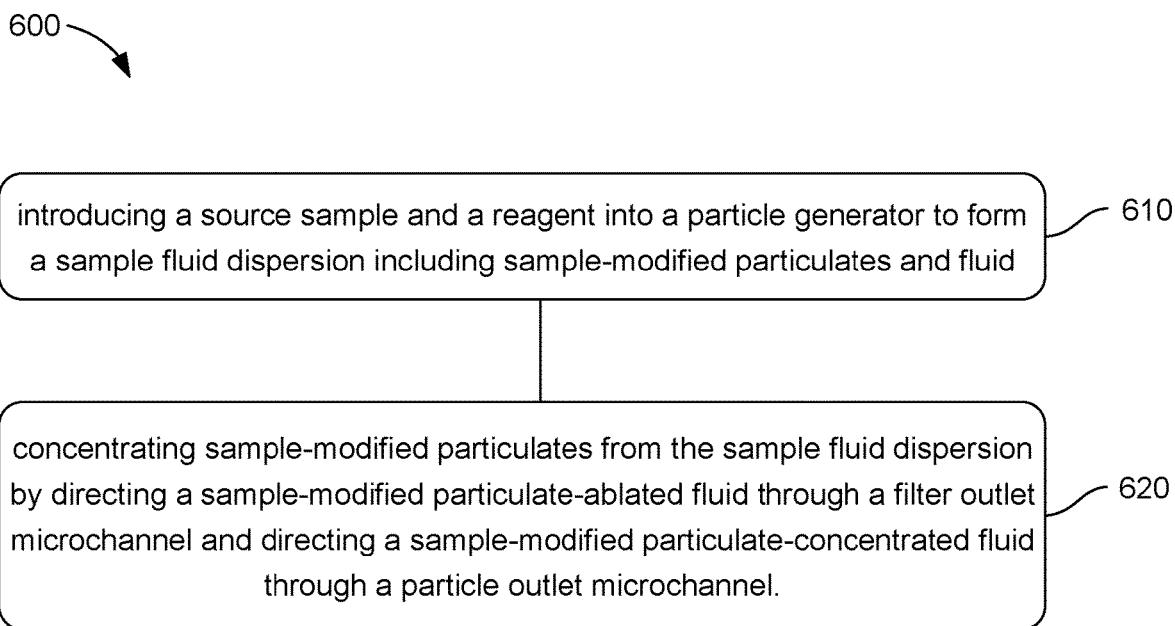 600
introducing a source sample and a reagent into a particle generator to form
a sample fluid dispersion including sample-modified particulates and fluid
610
concentrating sample-modified particulates from the sample fluid dispersion
by directing a sample-modified particulate-ablated fluid through a filter outlet
microchannel and directing a sample-modified particulate-concentrated fluid
through a particle outlet microchannel.
620